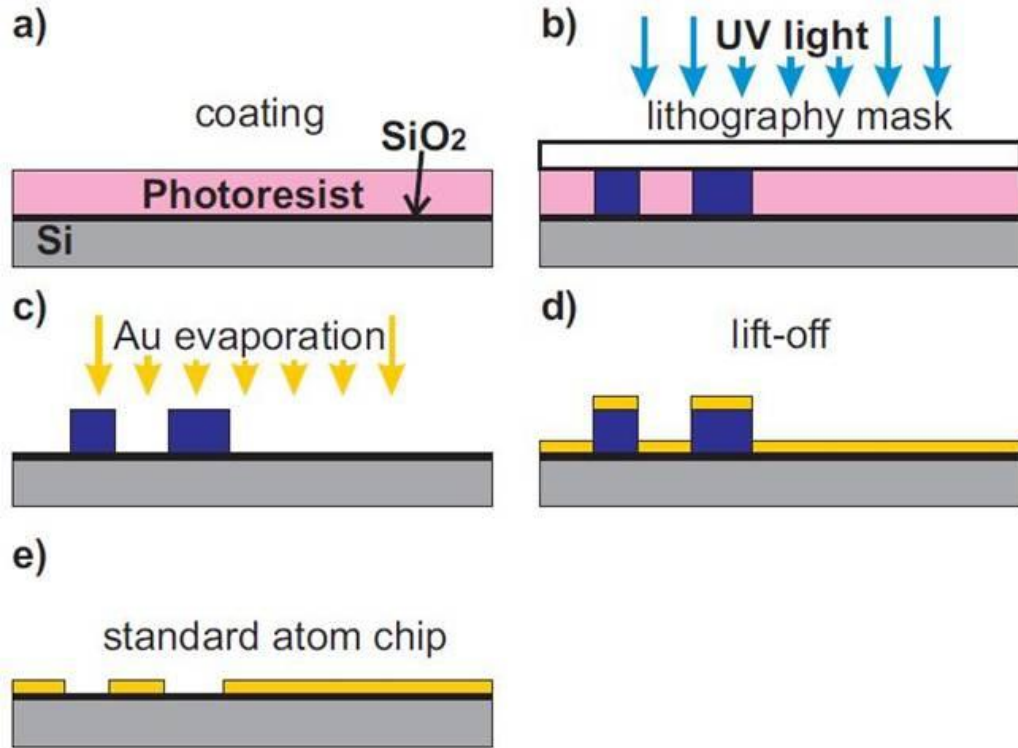 a)
coating
SiO2
Photoresist
Si
b)
UV light
lithography mask
c)
Au evaporation
d)
lift-off
e)
standard atom chip